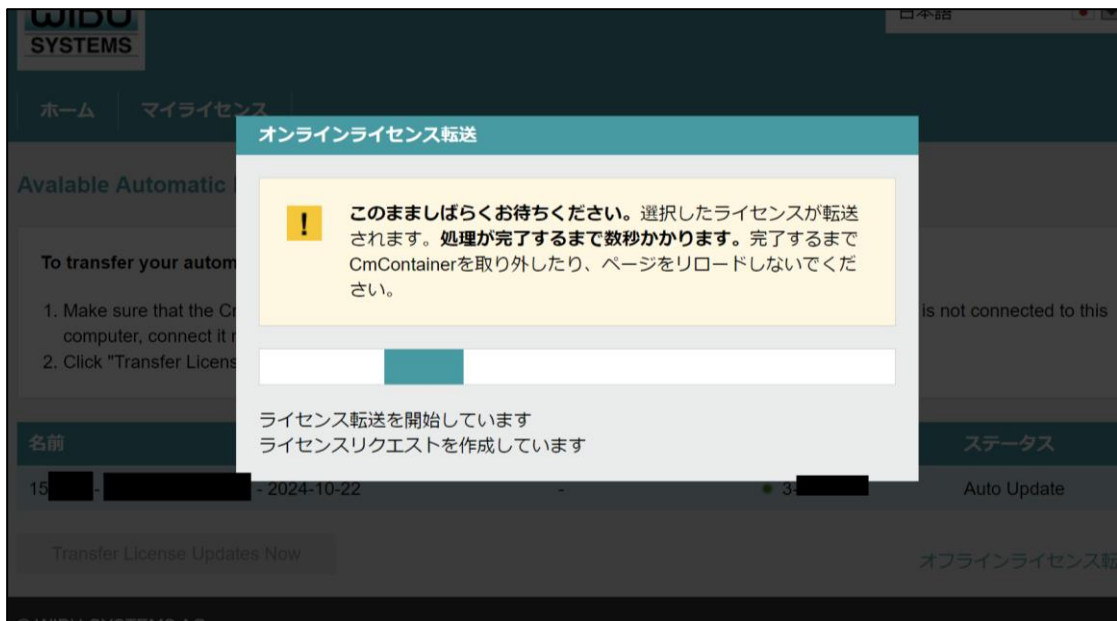 WIBU
SYSTEMS
日本語
ホーム
マイライセンス
オンラインライセンス転送
Avalable Automatic
このまましばらくお待ちください。選択したライセンスが転送
されます。処理が完了するまで数秒かかります。完了するまで
CmContainerを取り外したり、ページをリロードしないでくだ
さい。
To transfer your autom
1. Make sure that the Cm
is not connected to this
computer, connect it
2. Click "Transfer Licens
ライセンス転送を開始しています
ライセンスリクエストを作成しています
名前
ステータス
15 - - 2024-10-22 - 3- Auto Update
Transfer License Updates Now
オフラインライセンス転